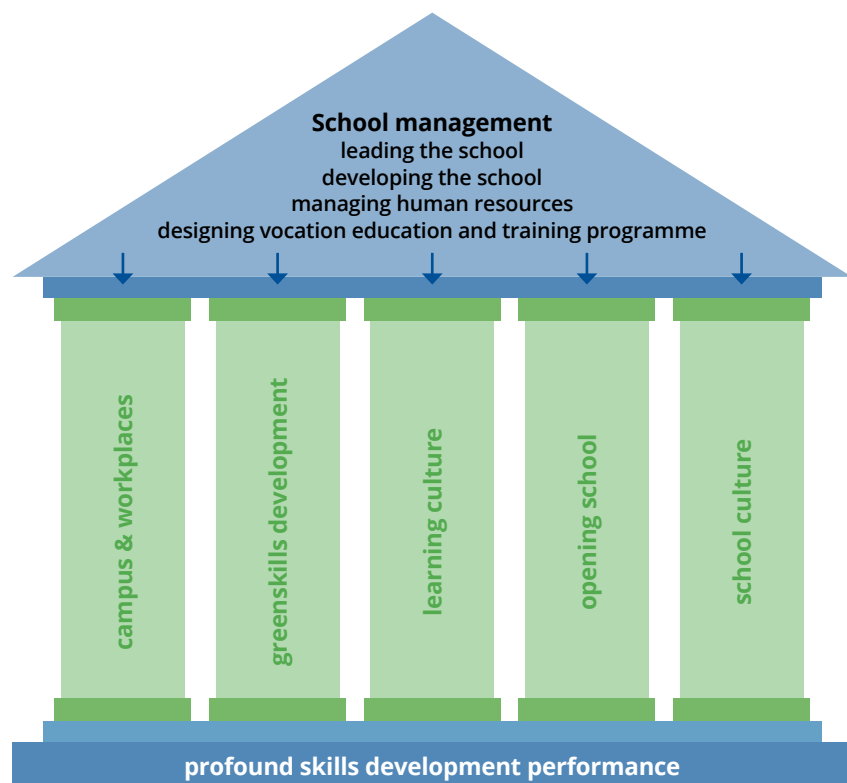 School management
leading the school
developing the school
managing human resources
designing vocation education and training programme
campus & workplaces
greenskills development
learning culture
opening school
school culture
profound skills development performance